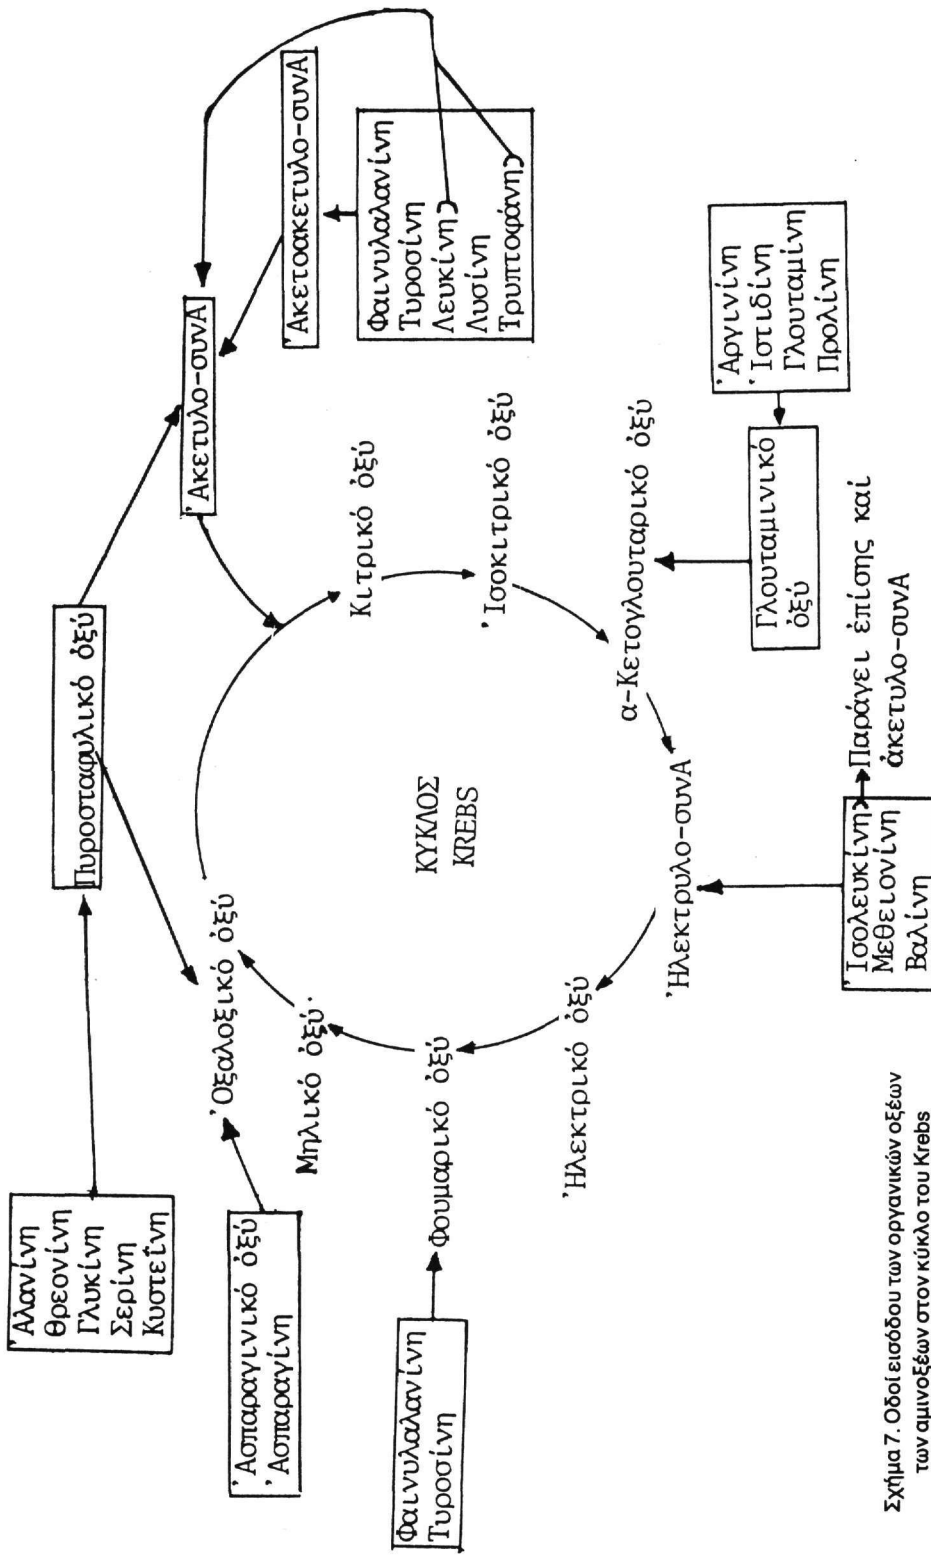 Ἀλανίνη
Θρεονίνη
Γλυκίνη
Σερίνη
Κυστεΐνη
Πυροσταφυλικό ὀξύ
Ἀκετυλο-συνΑ
Ἀσπαραγινικό ὀξύ
Ἀσπαραγίνη
Ὀξαλοξικό ὀξύ
Ἀκετοακετυλο-συνΑ
Μηλικό ὀξύ
Κιτρικό ὀξύ
Φαινυλαλανίνη
Τυροσίνη
Λευκίνη
Λυσίνη
Τρυπτοφάνη
Φαινυλαλανίνη
Τυροσίνη
Φουμαρικό ὀξύ
ΚΥΚΛΟΣ
KREBS
Ἰσοκιτρικό ὀξύ
Ἠλεκτρικό ὀξύ
α-Κετογλουταρικό ὀξύ
Ἠλεκτρυλο-συνΑ
Ἀργινίνη
Ἱστιδίνη
Γλουταμίνη
Προλίνη
Γλουταμινικό
ὀξύ
Ἰσολευκίνη
Μεθειονίνη
Βαλίνη
Παράγει ἐπίσης καί
ἀκετυλο-συνΑ
Σχήμα 7. Οδοί εισόδου των οργανικών οξέων
των αμινοξέων στον κύκλο του Krebs